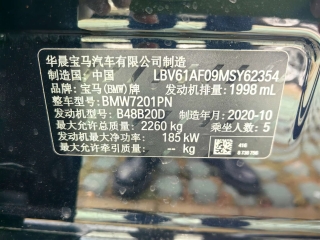 华晨宝马汽车有限公司制造
制造国：中国 LBV61AF09MSY62354
品牌：宝马(BMW)牌 发动机排量：1998 mL
整车型号：BMW7201PN
发动机型号：B48B20D 制造年月：2020-10
最大允许总质量：2260 kg 乘坐人数：5
发动机最大净功率：185 kW
最大允许牵引质量：-- kg
416